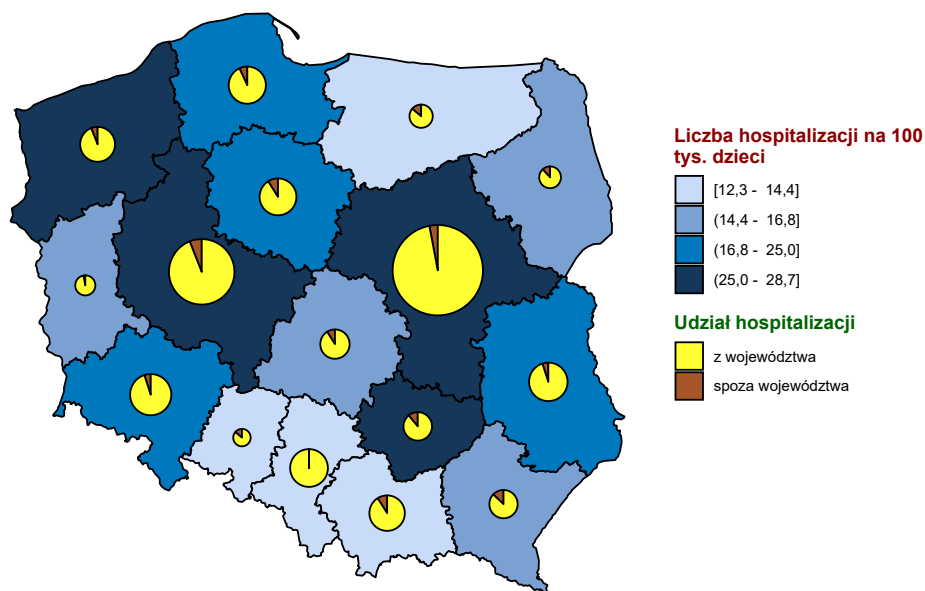 Liczba hospitalizacji na 100
tys. dzieci
[12,3 - 14,4]
(14,4 - 16,8]
(16,8 - 25,0]
(25,0 - 28,7]
Udział hospitalizacji
z województwa
spoza województwa